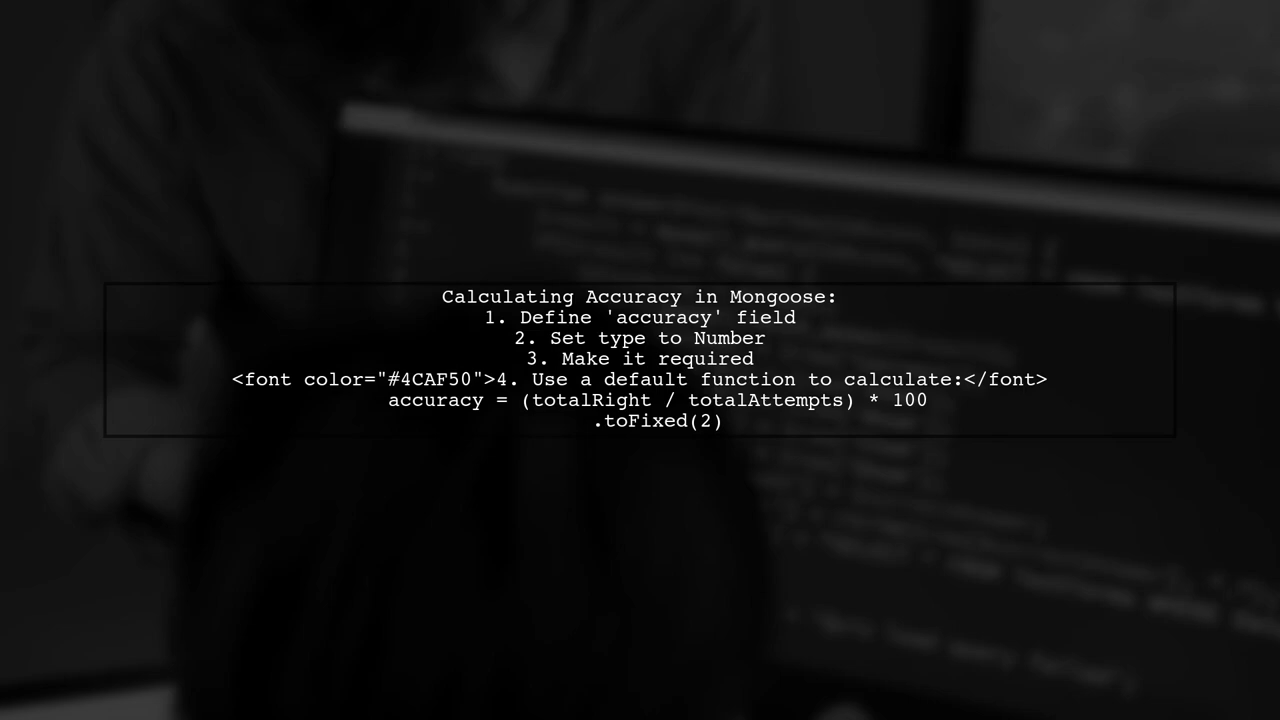 Calculating Accuracy in Mongoose:
1. Define 'accuracy' field
2. Set type to Number
3. Make it required
<font color="#4CAF50">4. Use a default function to calculate:</font>
accuracy = (totalRight / totalAttempts) * 100
.toFixed(2)